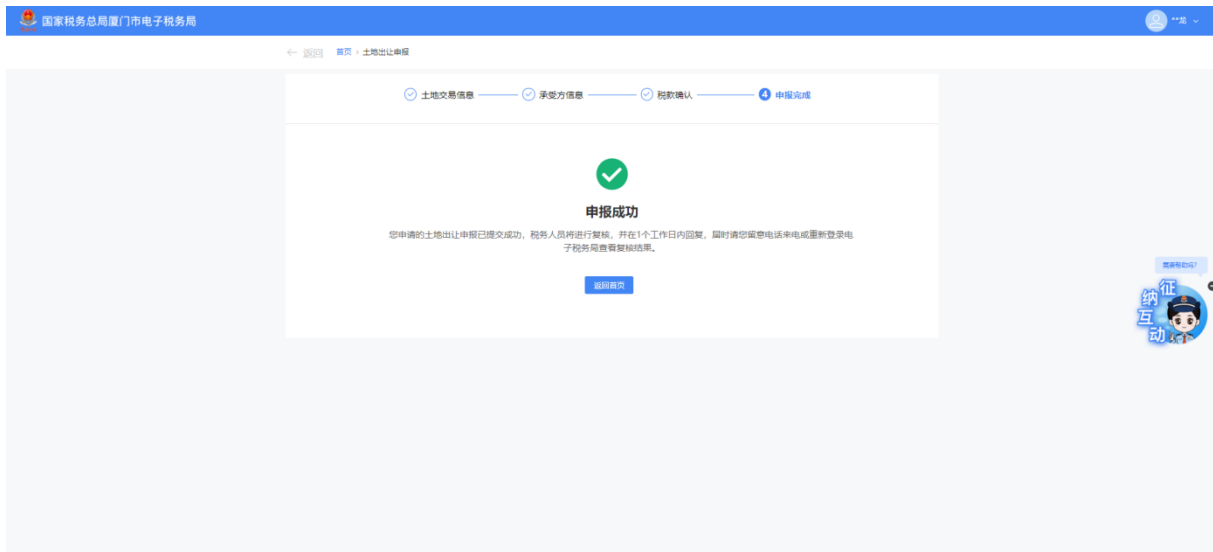 国家税务总局厦门市电子税务局
**龙
返回 首页 > 土地出让申报
土地交易信息 承受方信息 税款确认 4 申报完成
申报成功
您申请的土地出让申报已提交成功，税务人员将进行复核，并在1个工作日内回复，届时请您留意电话来电或重新登录电
子税务局查看复核结果。
返回首页
需要帮助吗?
征纳互动